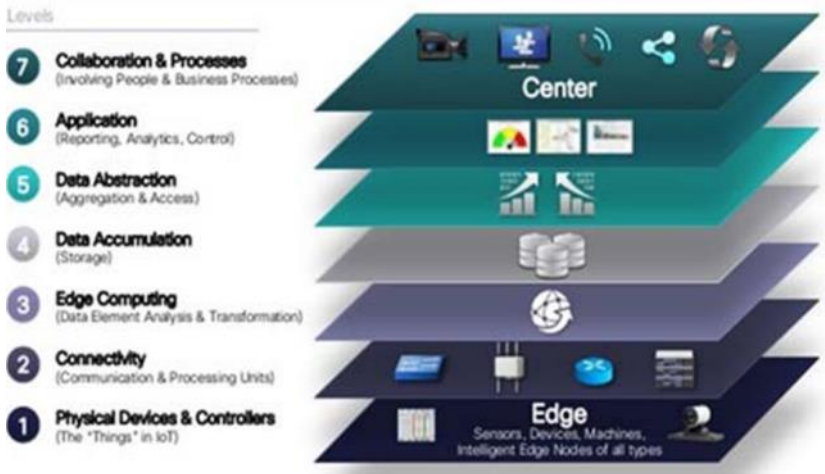 Levels
7
Collaboration & Processes
(Involving People & Business Processes)
6
Application
(Reporting, Analytics, Control)
5
Data Abstraction
(Aggregation & Access)
4
Data Accumulation
(Storage)
3
Edge Computing
(Data Element Analysis & Transformation)
2
Connectivity
(Communication & Processing Units)
1
Physical Devices & Controllers
(The "Things" in IoT)
Center
Edge
Sensors, Devices, Machines,
Intelligent Edge Nodes of all types